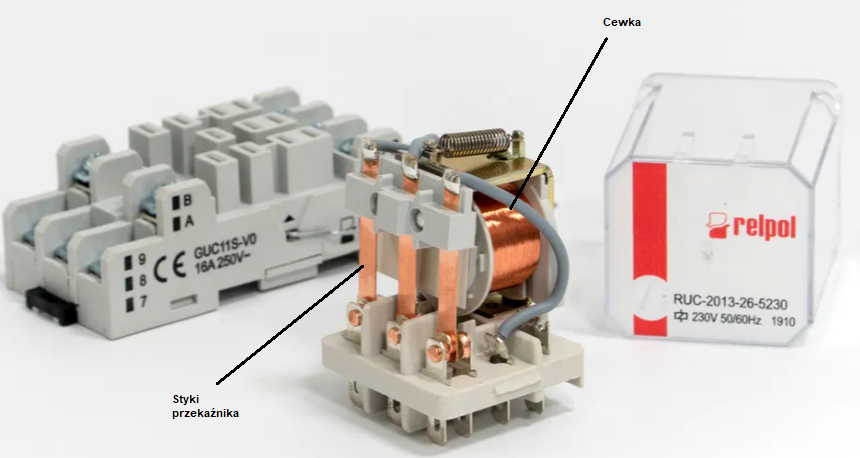 Cewka
relpol
B
A
GUC11S-V0
16A 250V~
CE
9
8
7
RUC-2013-26-5230
230V 50/60Hz 1910
Styki
przekaźnika